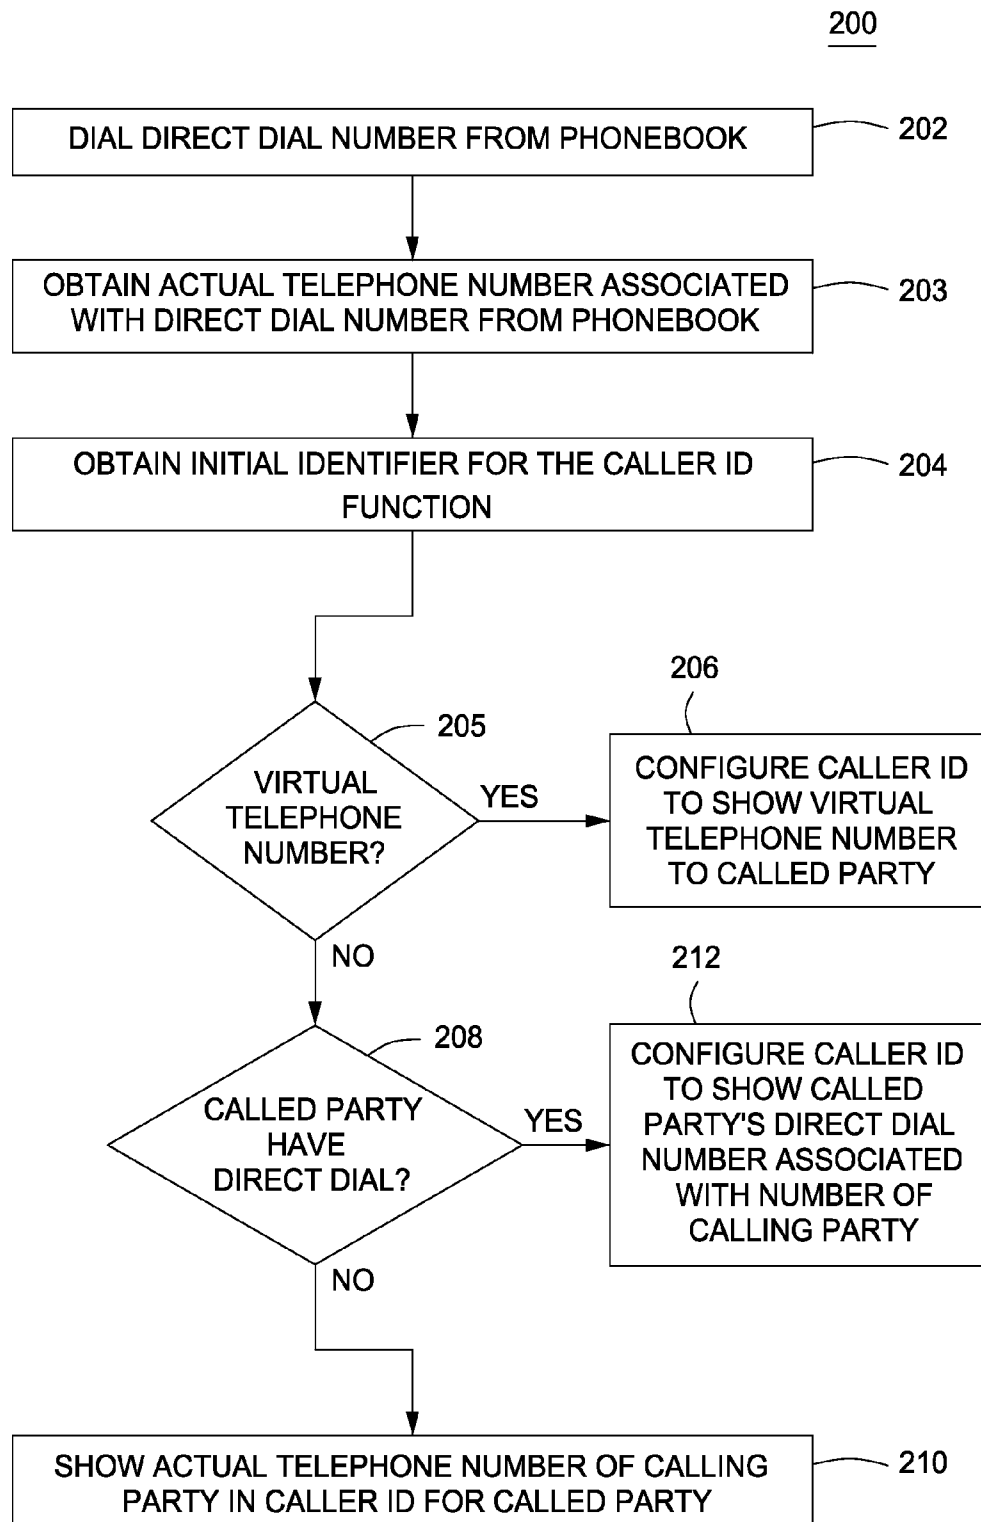 200
DIAL DIRECT DIAL NUMBER FROM PHONEBOOK
202
OBTAIN ACTUAL TELEPHONE NUMBER ASSOCIATED
WITH DIRECT DIAL NUMBER FROM PHONEBOOK
203
OBTAIN INITIAL IDENTIFIER FOR THE CALLER ID
FUNCTION
204
205
VIRTUAL
TELEPHONE
NUMBER?
YES
206
CONFIGURE CALLER ID
TO SHOW VIRTUAL
TELEPHONE NUMBER
TO CALLED PARTY
NO
208
CALLED PARTY
HAVE
DIRECT DIAL?
YES
212
CONFIGURE CALLER ID
TO SHOW CALLED
PARTY'S DIRECT DIAL
NUMBER ASSOCIATED
WITH NUMBER OF
CALLING PARTY
NO
SHOW ACTUAL TELEPHONE NUMBER OF CALLING
PARTY IN CALLER ID FOR CALLED PARTY
210